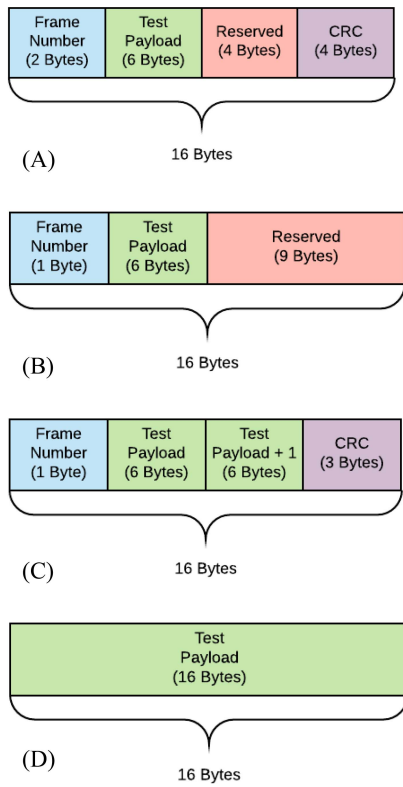 Frame
Number
(2 Bytes)
Test
Payload
(6 Bytes)
Reserved
(4 Bytes)
CRC
(4 Bytes)
(A)
16 Bytes
Frame
Number
(1 Byte)
Test
Payload
(6 Bytes)
Reserved
(9 Bytes)
(B)
16 Bytes
Frame
Number
(1 Byte)
Test
Payload
(6 Bytes)
Test
Payload + 1
(6 Bytes)
CRC
(3 Bytes)
(C)
16 Bytes
Test
Payload
(16 Bytes)
(D)
16 Bytes